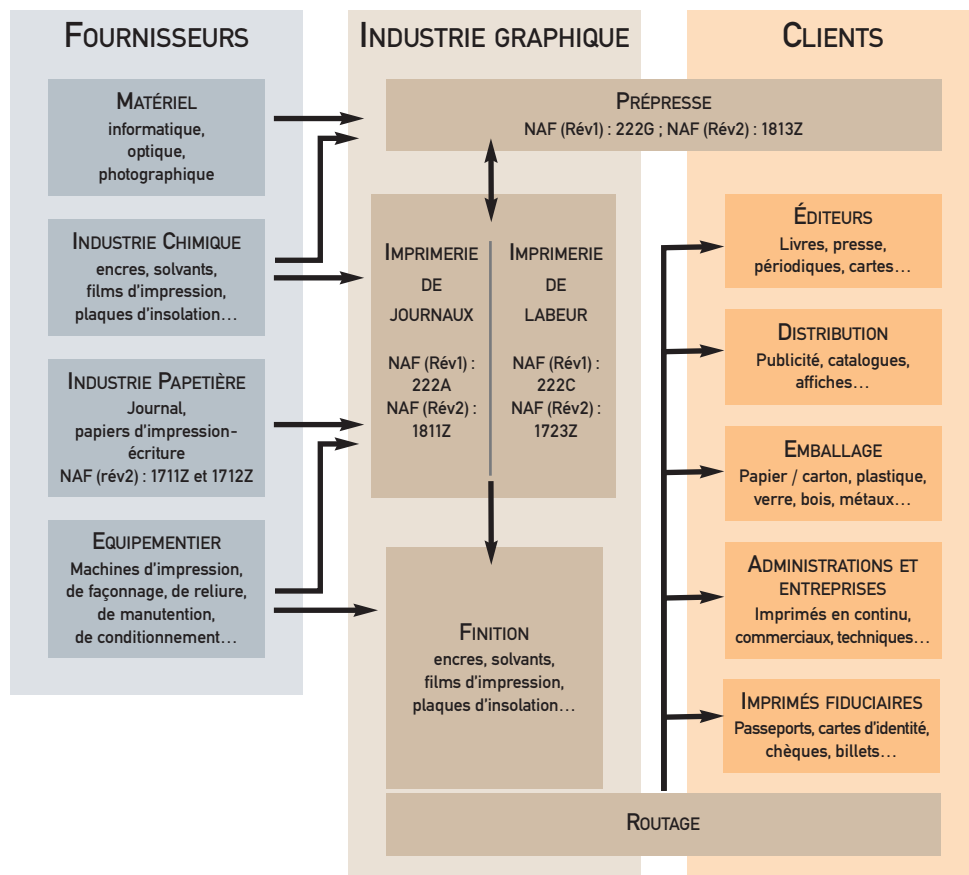 FOURNISSEURS
MATÉRIEL
informatique,
optique,
photographique
INDUSTRIE CHIMIQUE
encres, solvants,
films d'impression,
plaques d'insolation…
INDUSTRIE PAPETIÈRE
Journal,
papiers d'impression-
écriture
NAF (rév2) : 1711Z et 1712Z
EQUIPEMENTIER
Machines d'impression,
de façonnage, de reliure,
de manutention,
de conditionnement…
INDUSTRIE GRAPHIQUE
PRÉPRESSE
NAF (Rév1) : 222G ; NAF (Rév2) : 1813Z
IMPRIMERIE
DE
JOURNAUX
NAF (Rév1) :
222A
NAF (Rév2) :
1811Z
IMPRIMERIE
DE
LABEUR
NAF (Rév1) :
222C
NAF (Rév2) :
1723Z
FINITION
encres, solvants,
films d'impression,
plaques d'insolation…
ROUTAGE
CLIENTS
ÉDITEURS
Livres, presse,
périodiques, cartes…
DISTRIBUTION
Publicité, catalogues,
affiches…
EMBALLAGE
Papier / carton, plastique,
verre, bois, métaux…
ADMINISTRATIONS ET
ENTREPRISES
Imprimés en continu,
commerciaux, techniques…
IMPRIMÉS FIDUCIAIRES
Passeports, cartes d'identité,
chèques, billets…